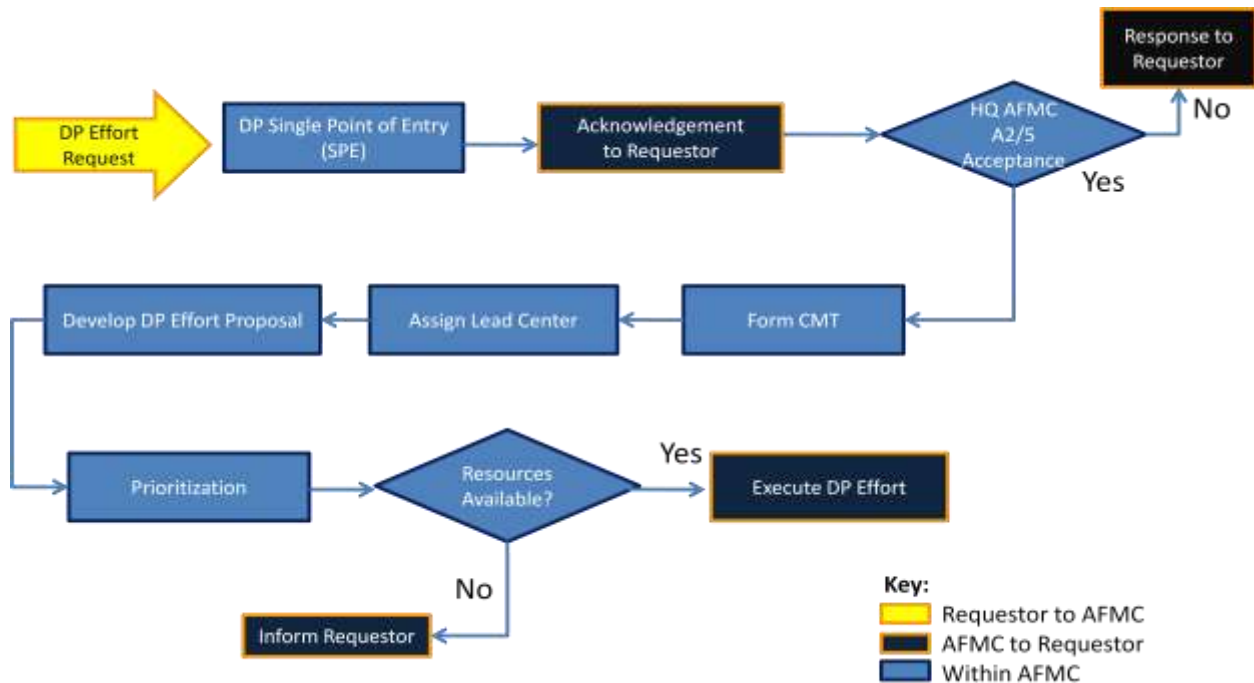 DP Effort
Request
DP Single Point of Entry
(SPE)
Acknowledgement
to Requestor
HQ AFMC
A2/5
Acceptance
Response to
Requestor
No
Yes
Develop DP Effort Proposal
Assign Lead Center
Form CMT
Prioritization
Resources
Available?
Yes
Execute DP Effort
No
Inform Requestor
Key:
Requestor to AFMC
AFMC to Requestor
Within AFMC